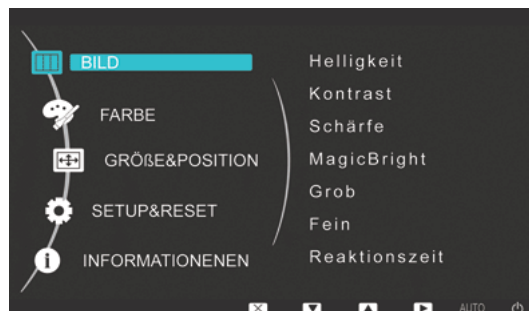 BILD
FARBE
GRÖßE&POSITION
SETUP&RESET
INFORMATIONENEN
Helligkeit
Kontrast
Schärfe
MagicBright
Grob
Fein
Reaktionszeit
AUTO